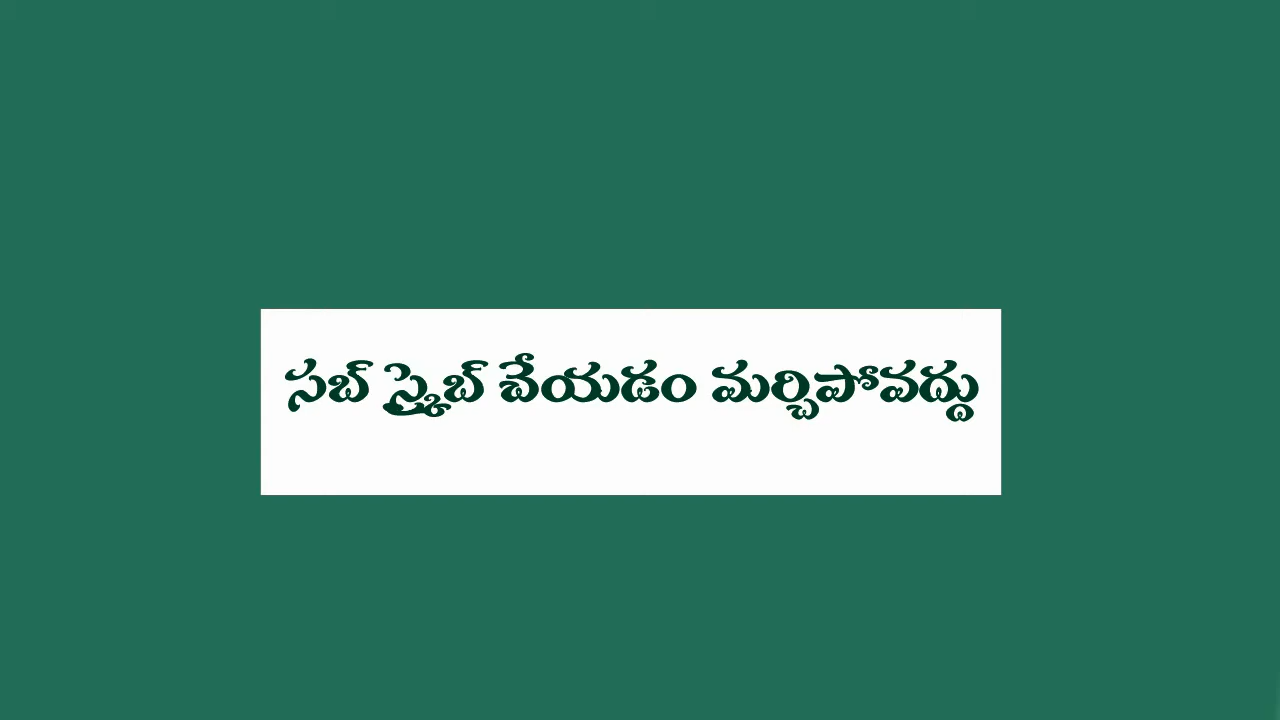 సబ్ స్క్రైబ్ చేయడం మర్చిపోవద్దు